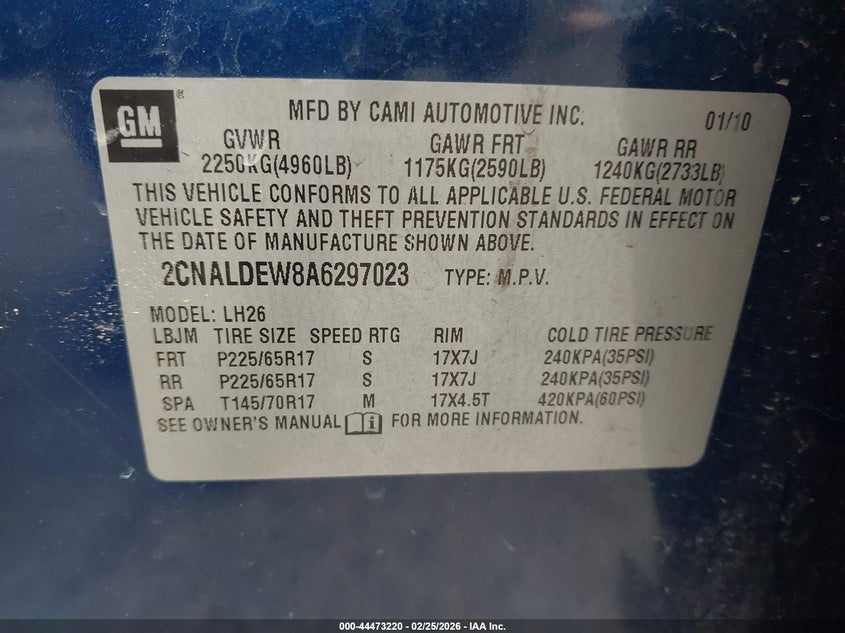 GM®
MFD BY CAMI AUTOMOTIVE INC. 01/10
GVWR GAWR FRT GAWR RR
2250KG(4960LB) 1175KG(2590LB) 1240KG(2733LB)
THIS VEHICLE CONFORMS TO ALL APPLICABLE U.S. FEDERAL MOTOR
VEHICLE SAFETY AND THEFT PREVENTION STANDARDS IN EFFECT ON
THE DATE OF MANUFACTURE SHOWN ABOVE.
2CNALDEW8A6297023 TYPE: M.P.V.
MODEL: LH26
LBJM TIRE SIZE SPEED RTG RIM COLD TIRE PRESSURE
FRT P225/65R17 S 17X7J 240KPA(35PSI)
RR P225/65R17 S 17X7J 240KPA(35PSI)
SPA T145/70R17 M 17X4.5T 420KPA(60PSI)
SEE OWNER'S MANUAL i FOR MORE INFORMATION.
000-44473220 - 02/25/2026 - IAA Inc.